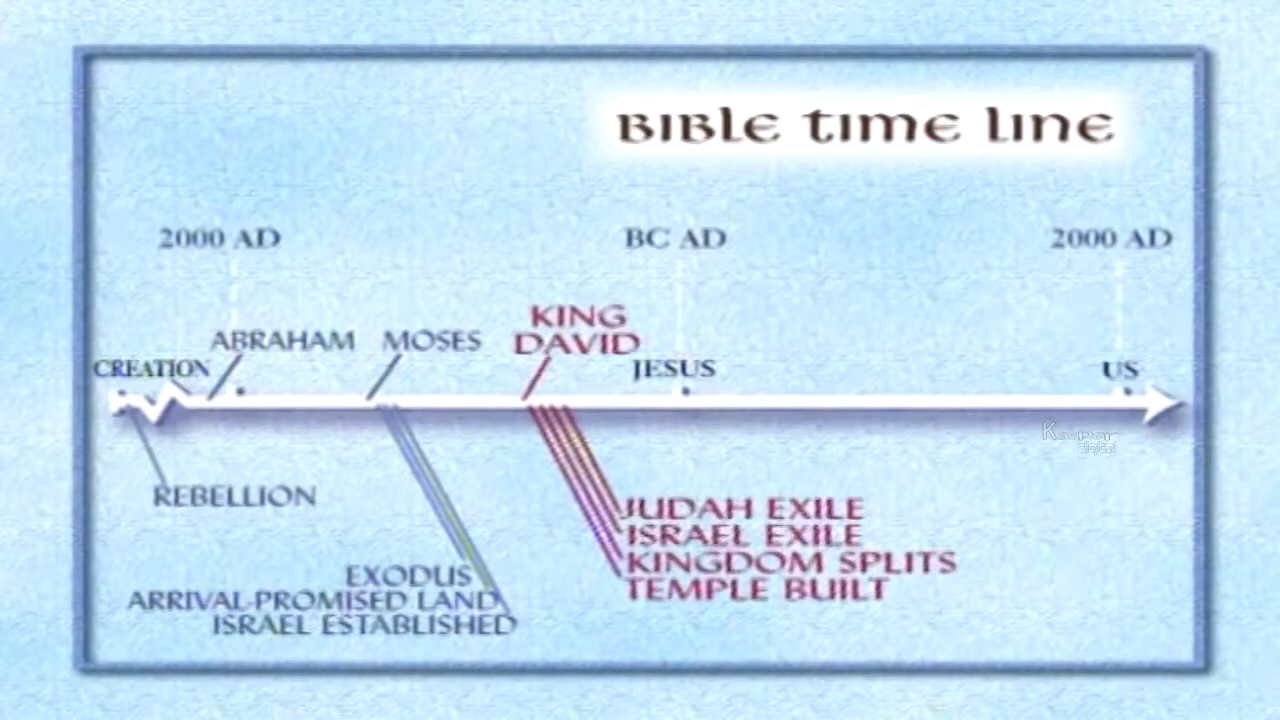 BIBLE TIME LINE
2000 AD
BC AD
2000 AD
KING
DAVID
ABRAHAM
MOSES
CREATION
JESUS
US
REBELLION
JUDAH EXILE
ISRAEL EXILE
KINGDOM SPLITS
TEMPLE BUILT
EXODUS
ARRIVAL-PROMISED LAND
ISRAEL ESTABLISHED
digital